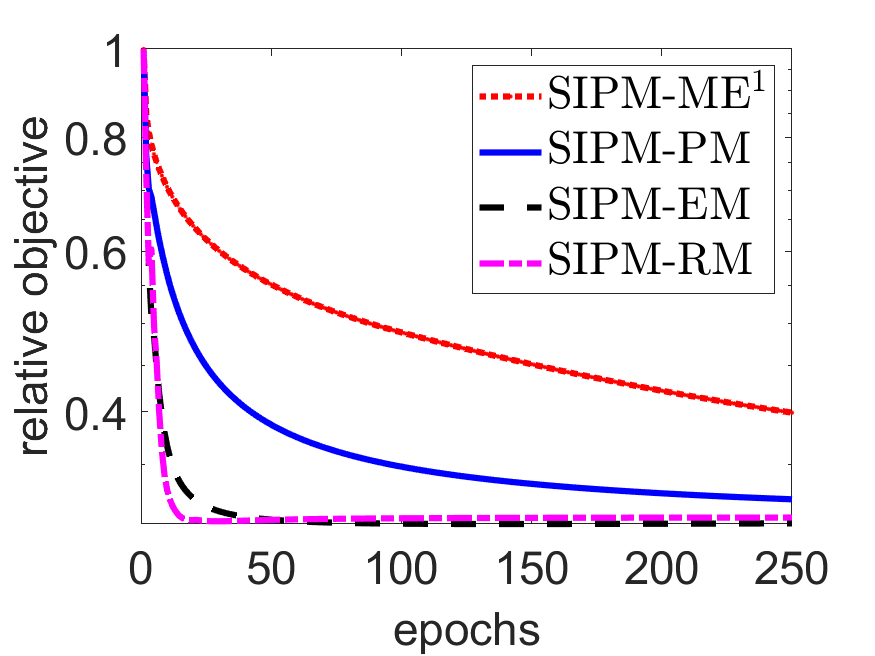 1
0.8
0.6
0.4
relative objective
SIPM-ME¹
SIPM-PM
SIPM-EM
SIPM-RM
0 50 100 150 200 250
epochs